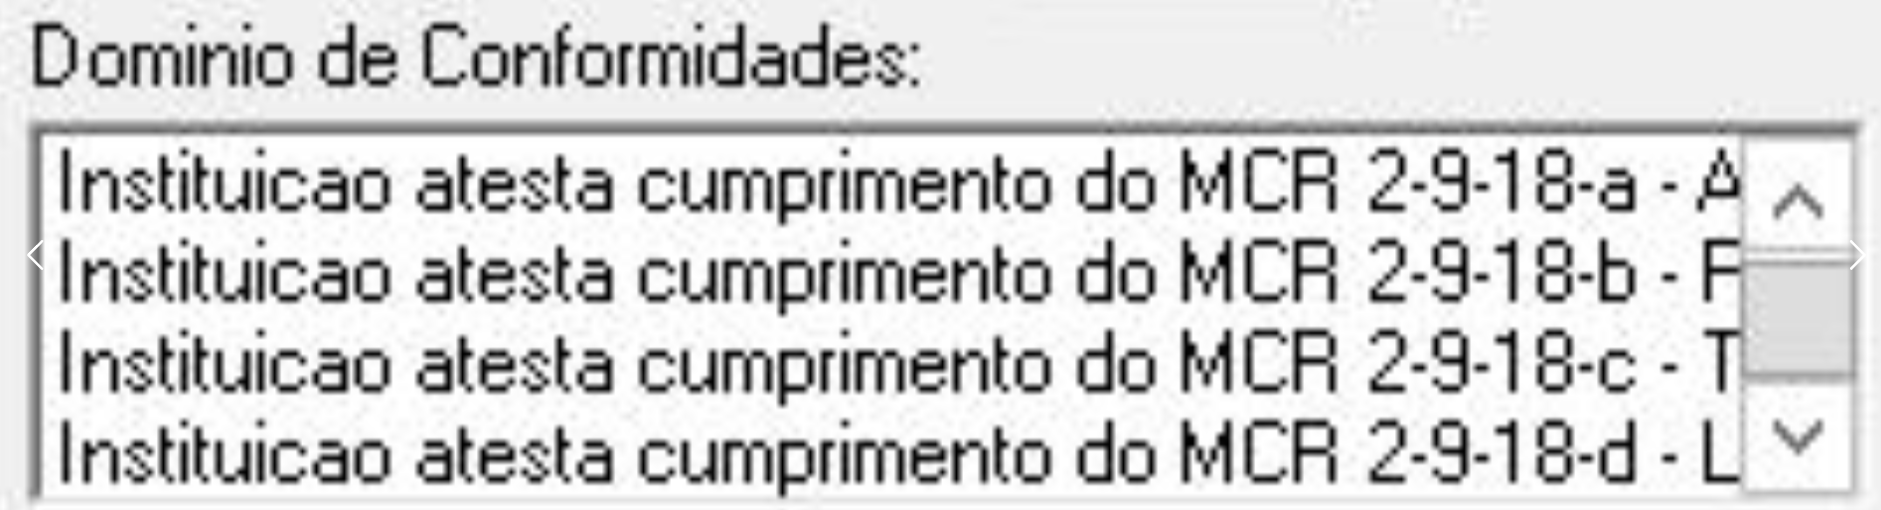 Dominio de Conformidades:
Instituicao atesta cumprimento do MCR 2-9-18-a - A
Instituicao atesta cumprimento do MCR 2-9-18-b - F
Instituicao atesta cumprimento do MCR 2-9-18-c - T
Instituicao atesta cumprimento do MCR 2-9-18-d - L